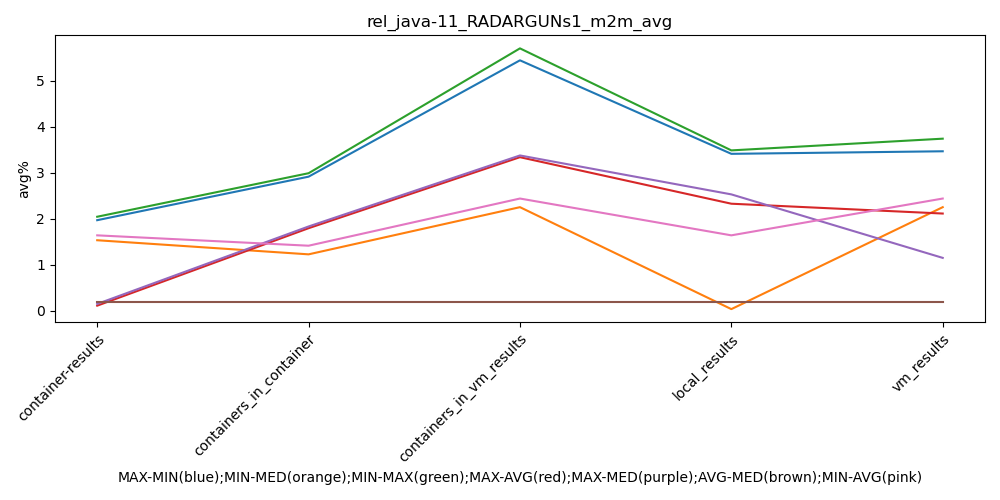 rel_java-11_RADARGUNs1_m2m_avg
avg%
5
4
3
2
1
0
container-results
containers_in_container
containers_in_vm_results
local_results
vm_results
MAX-MIN(blue);MIN-MED(orange);MIN-MAX(green);MAX-AVG(red);MAX-MED(purple);AVG-MED(brown);MIN-AVG(pink)